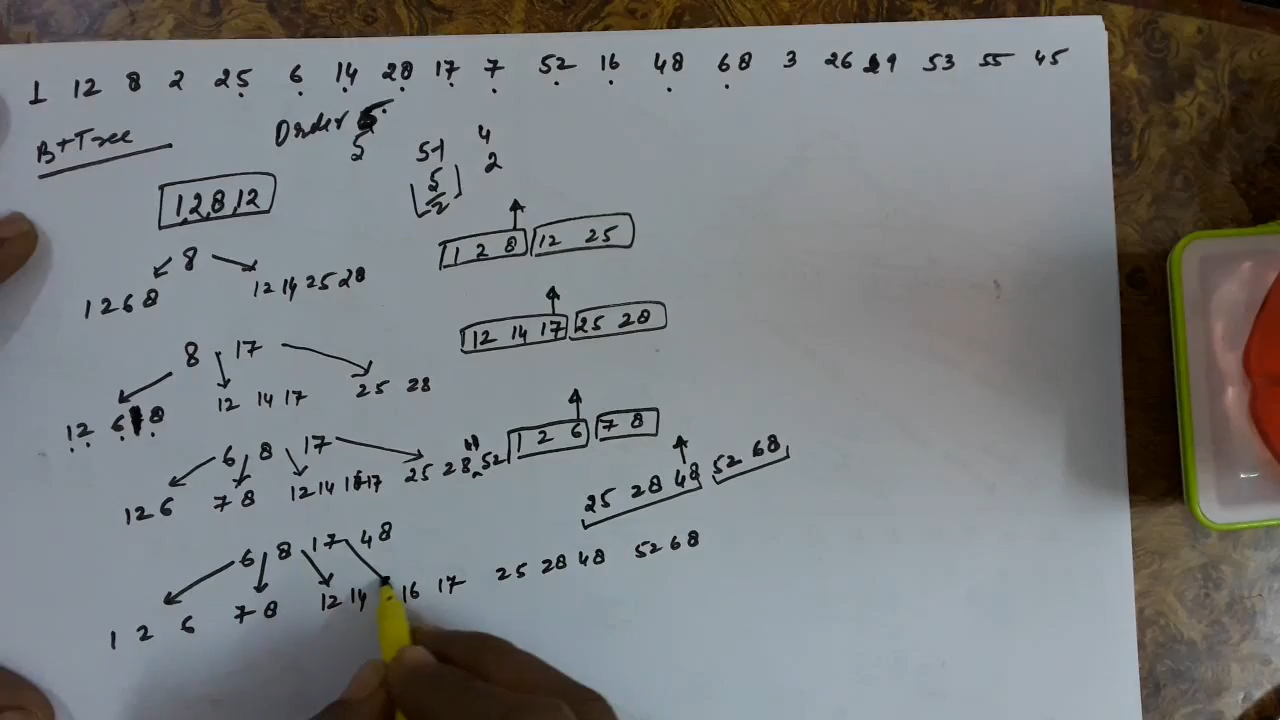 1 12 8 2 25 6 14 28 17 7 52 16 48 68 3 26 29 53 55 45
B+Tree
Order 5
5
5-1 4
5/2 2
1,2,8,12
1 2 8 12 25
8
1 2 6 8 12 14 25 28
12 14 17 25 28
8 17
1 2 6 8 12 14 17 25 28
1 2 6 7 8
6 8 17
1 2 6 7 8 12 14 16 17 25 28 48 52
25 28 48 52 68
6 8 17 48
1 2 6 7 8 12 14 16 17 25 28 48 52 68